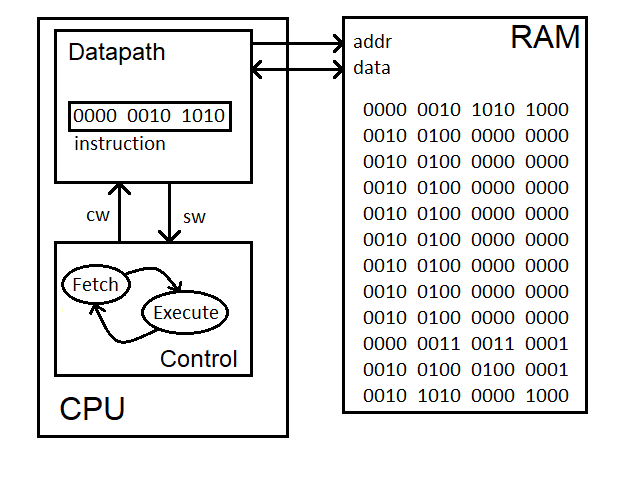 Datapath
0000 0010 1010
instruction
cw
sw
Fetch
Execute
Control
CPU
RAM
addr
data
0000 0010 1010 1000
0010 0100 0000 0000
0010 0100 0000 0000
0010 0100 0000 0000
0010 0100 0000 0000
0010 0100 0000 0000
0010 0100 0000 0000
0010 0100 0000 0000
0010 0100 0000 0000
0000 0011 0011 0001
0010 0100 0100 0001
0010 1010 0000 1000